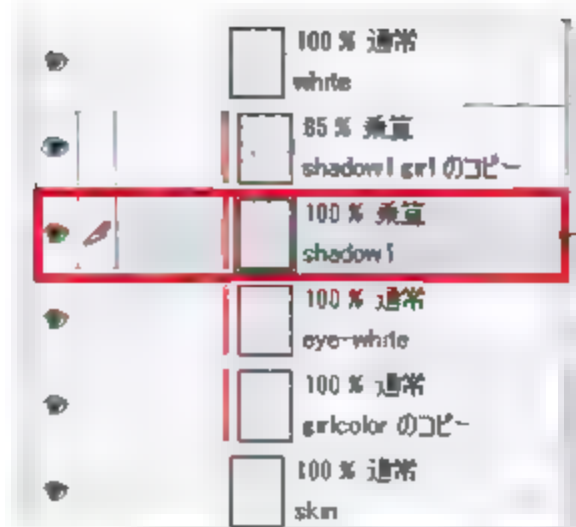 100 % 通常
white
85 % 乗算
shadow1 girl のコピー
100 % 乗算
shadow1
100 % 通常
eye-white
100 % 通常
girlcolor のコピー
100 % 通常
skin